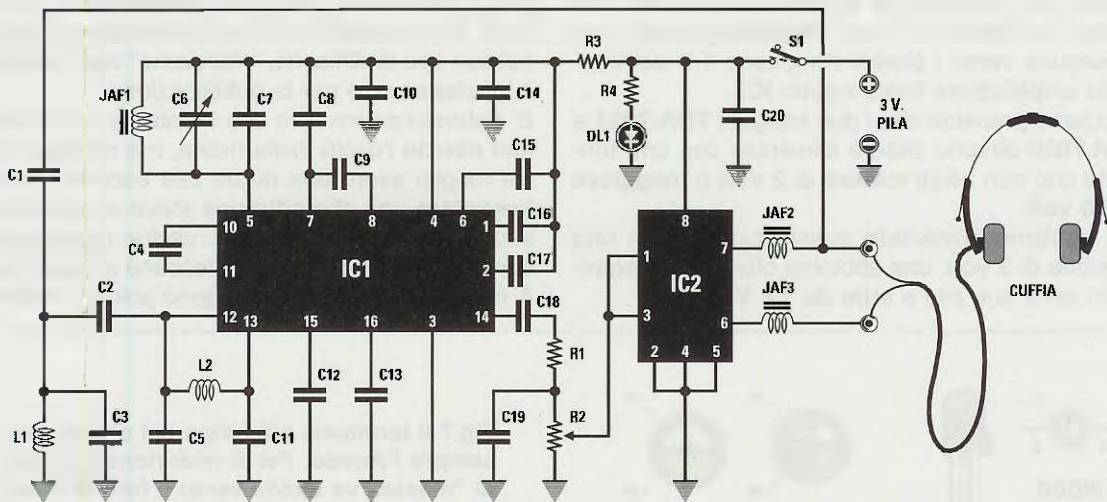 S1
R3
JAF1
C6
C7
C8
C10
C14
R4
C20
3 V.
PILA
DL1
C1
C9
C15
C16
C17
C4
10 5 7 8 4 6 1
11 IC1 2
12 13 15 16 3 14
C18
C2
L2
C12
C13
R1
L1
C3
C5
C11
C19
R2
8
1 7
IC2
3 6
2 4 5
JAF2
JAF3
CUFFIA